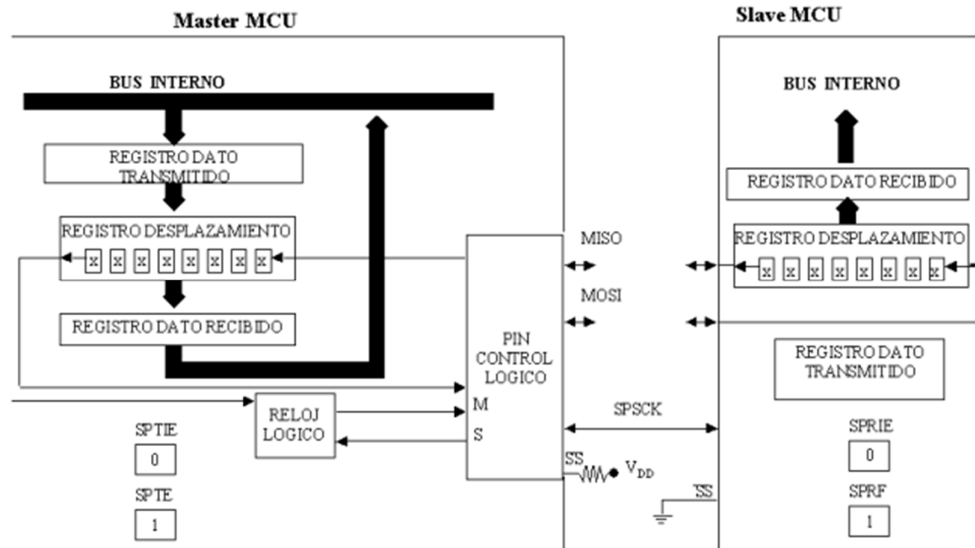 Master MCU
BUS INTERNO
REGISTRO DATO
TRANSMITIDO
REGISTRO DESPLAZAMIENTO
x x x x x x x x
REGISTRO DATO RECIBIDO
RELOJ
LOGICO
SPTIE
0
SPTE
1
PIN
CONTROL
LOGICO
M
S
MISO
MOSI
SPSCK
SS
VDD
SS
Slave MCU
BUS INTERNO
REGISTRO DATO RECIBIDO
REGISTRO DESPLAZAMIENTO
x x x x x x x x
REGISTRO DATO
TRANSMITIDO
SPRIE
0
SPRF
1